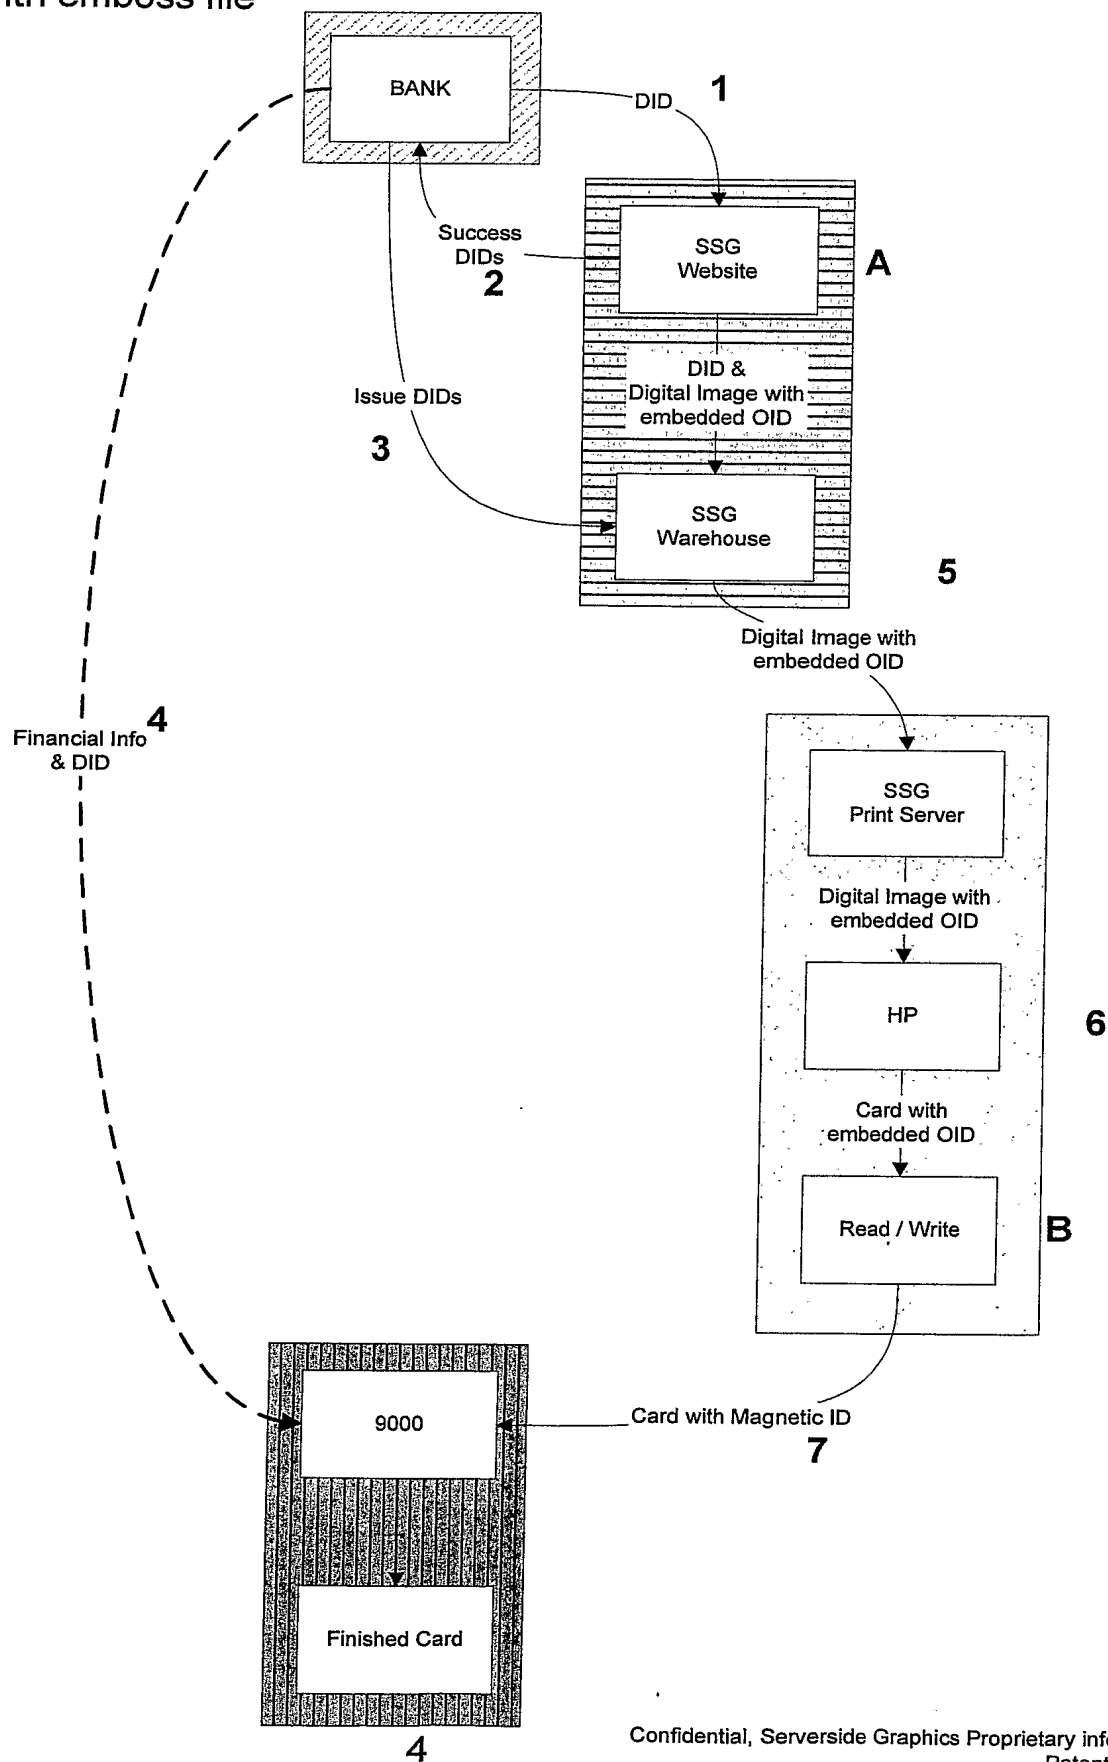 emboss file
BANK
DID
1
Success
DIDs
2
SSG
Website
A
DID &
Digital Image with
embedded OID
Issue DIDs
3
SSG
Warehouse
5
Digital Image with
embedded OID
4
Financial Info
& DID
SSG
Print Server
Digital Image with
embedded OID
HP
6
Card with
embedded OID
Read / Write
B
9000
Card with Magnetic ID
7
Finished Card
4
Confidential, Serverside Graphics Proprietary